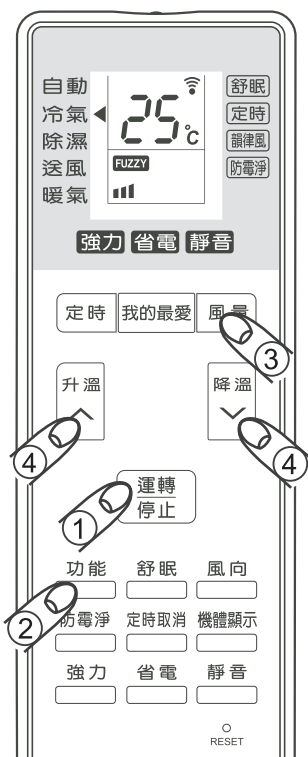 自動
冷氣
除濕
送風
暖氣
25℃
FUZZY
舒眠
定時
韻律風
防霉淨
強力 省電 靜音
定時 我的最愛 風量
③
升溫 降溫
④ ④
運轉
停止
①
功能 舒眠 風向
②
防霉淨 定時取消 機體顯示
強力 省電 靜音
RESET